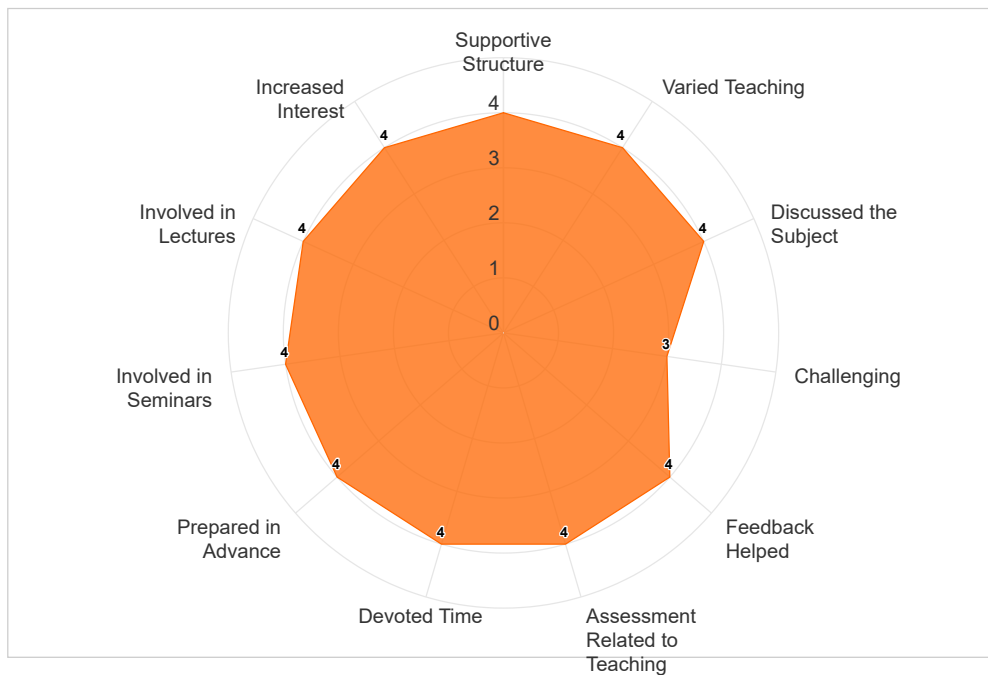 Supportive
Structure
Increased
Interest
Varied Teaching
4
4
4
3
Involved in
Lectures
4
Discussed the
Subject
4
2
1
0
4
3
Involved in
Seminars
Challenging
4
4
Prepared in
Advance
Feedback
Helped
4
4
Devoted Time
Assessment
Related to
Teaching